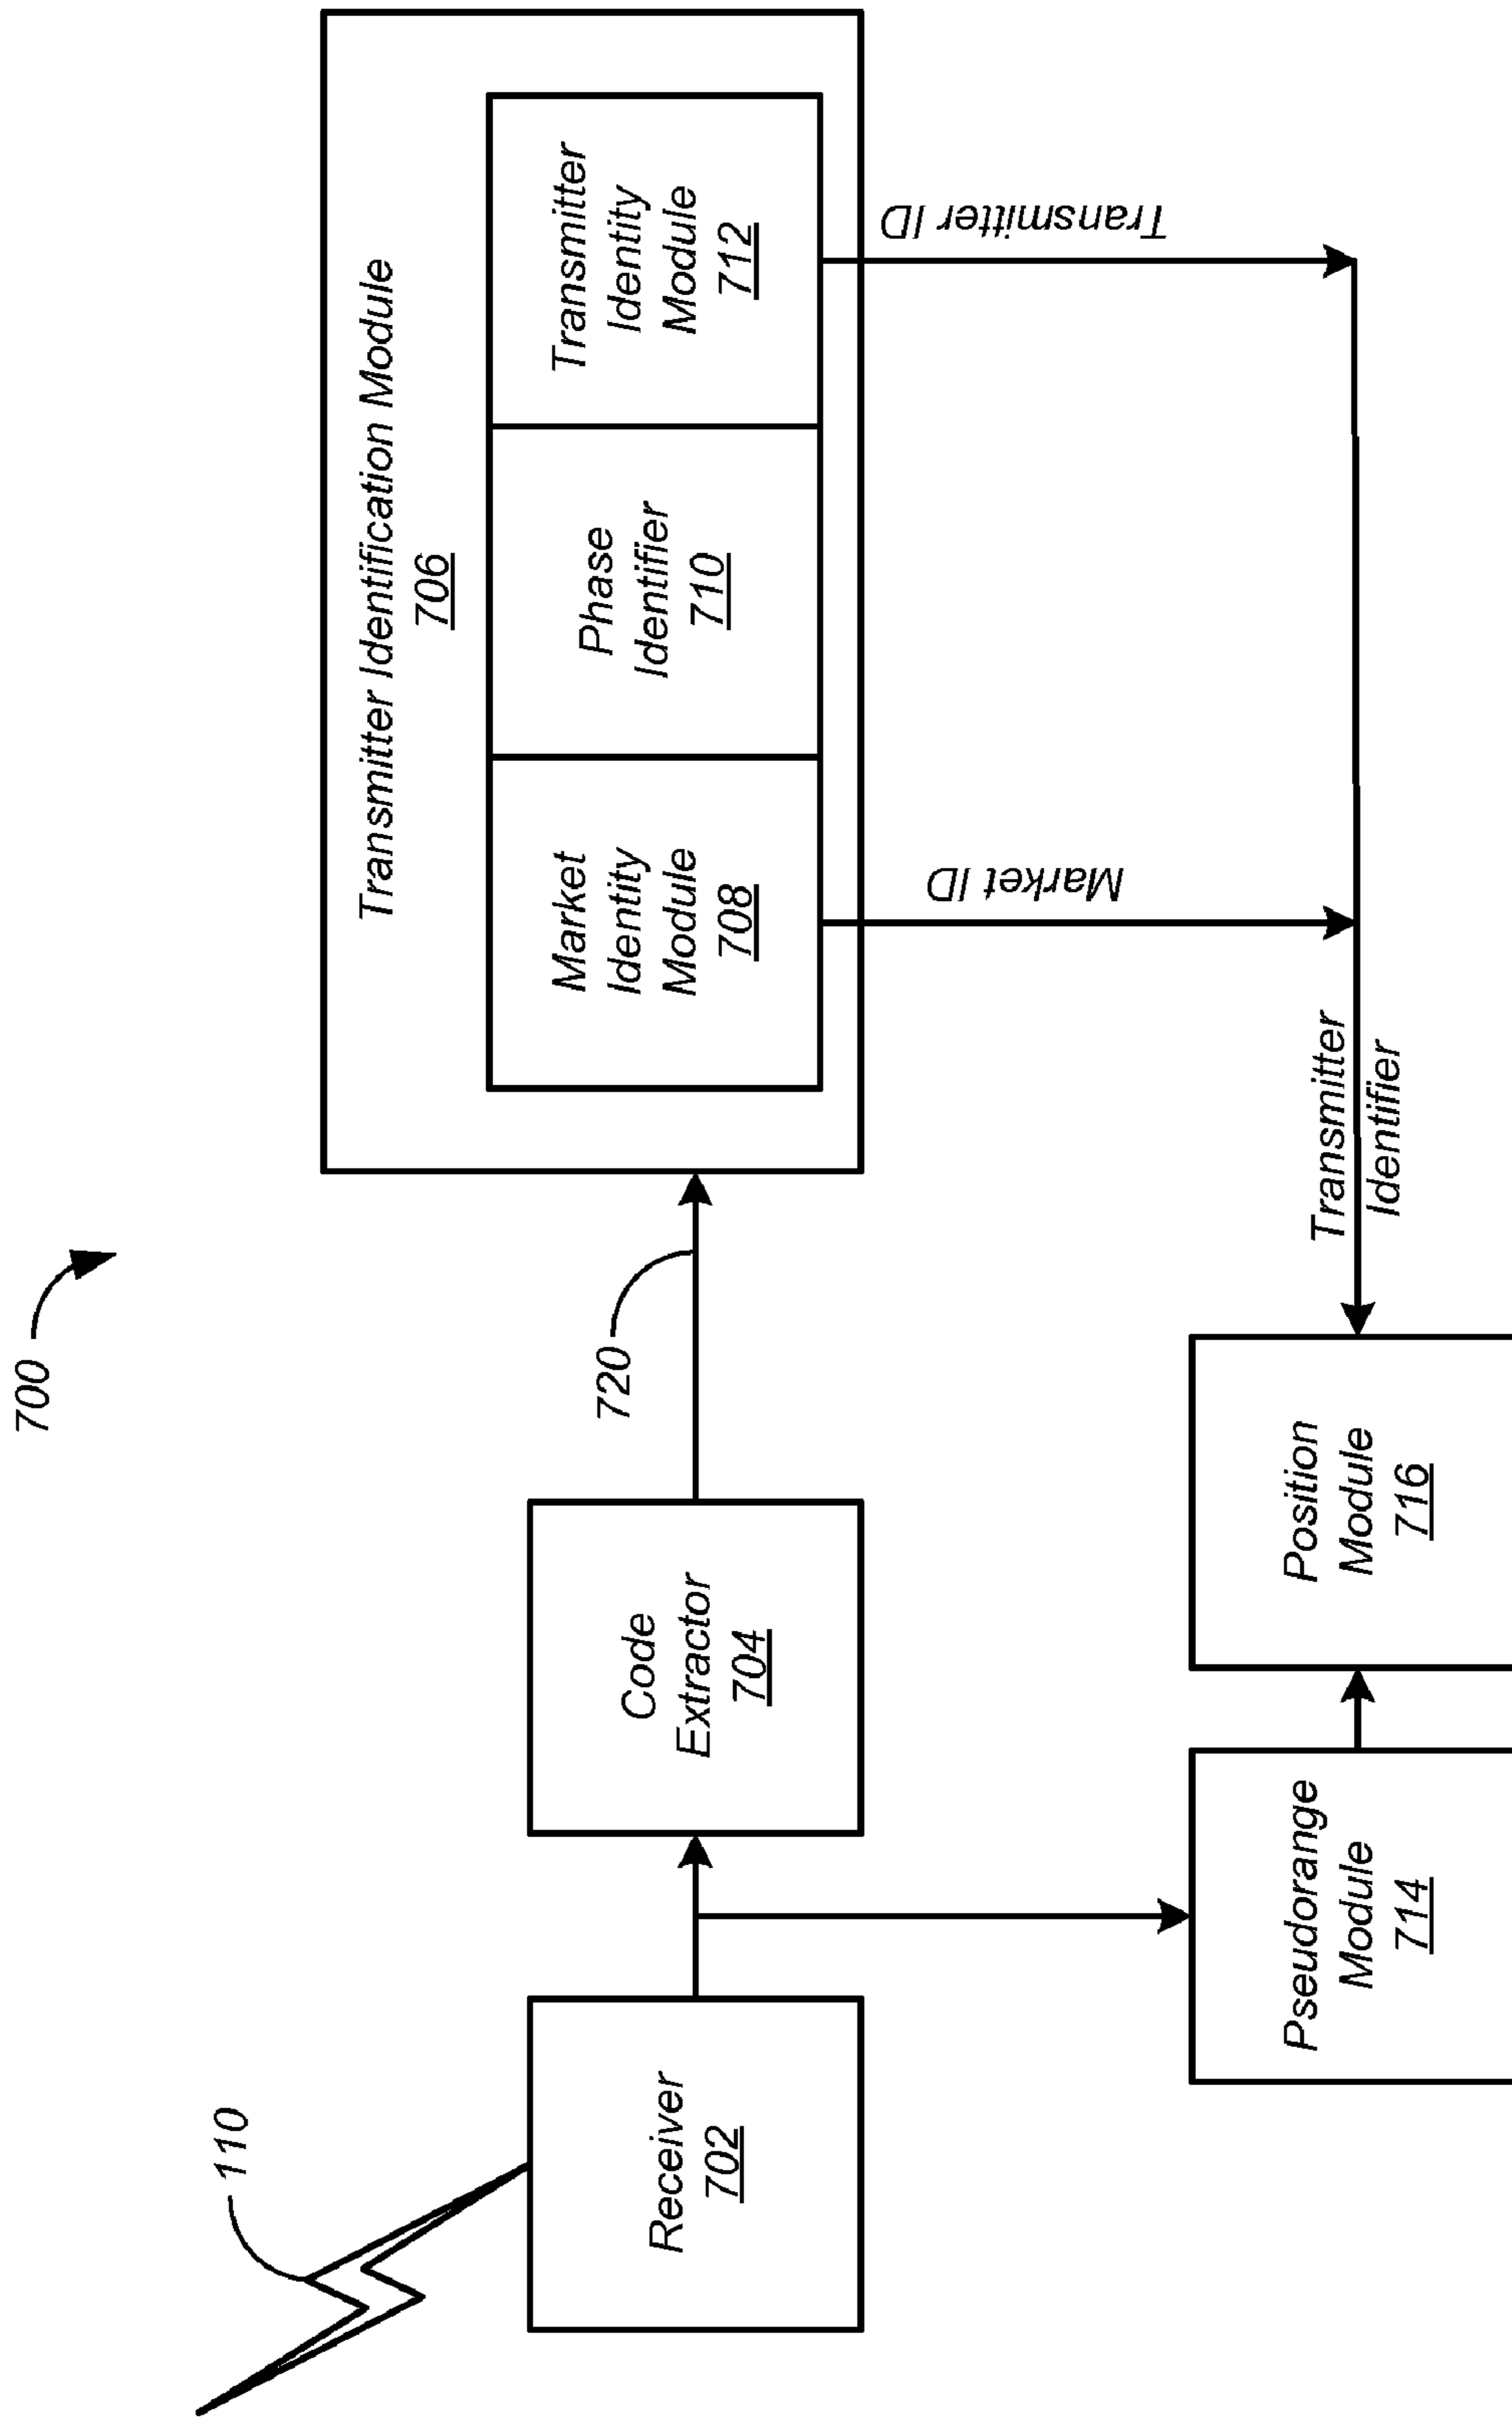 700
110
Transmitter Identification Module
706
Market
Identity
Module
708
Phase
Identifier
710
Transmitter
Identity
Module
712
720
Receiver
702
Code
Extractor
704
Market ID
Transmitter ID
Pseudorange
Module
714
Position
Module
716
Transmitter
Identifier